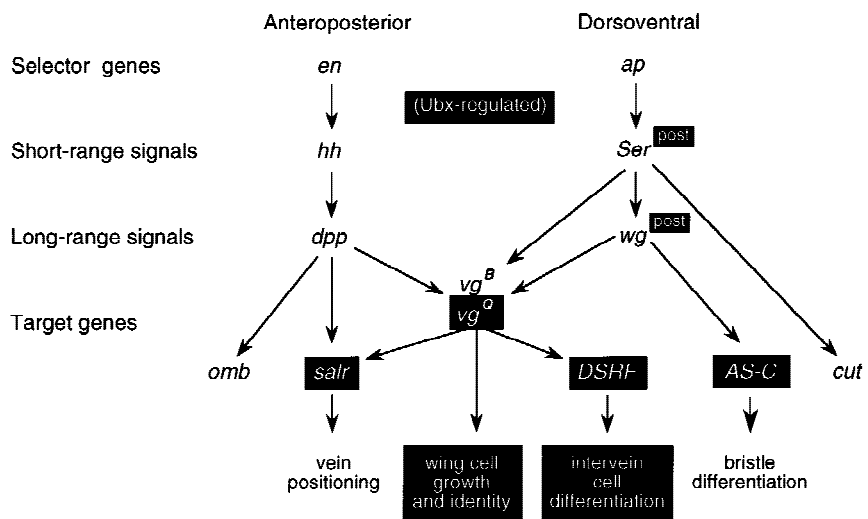 Anteroposterior Dorsoventral
Selector genes en ap
(Ubx-regulated)
Short-range signals hh Ser post
Long-range signals dpp wg post
vg B
vg Q
Target genes
omb salr DSRF AS-C cut
vein
positioning
wing cell
growth
and identity
intervein
cell
differentiation
bristle
differentiation